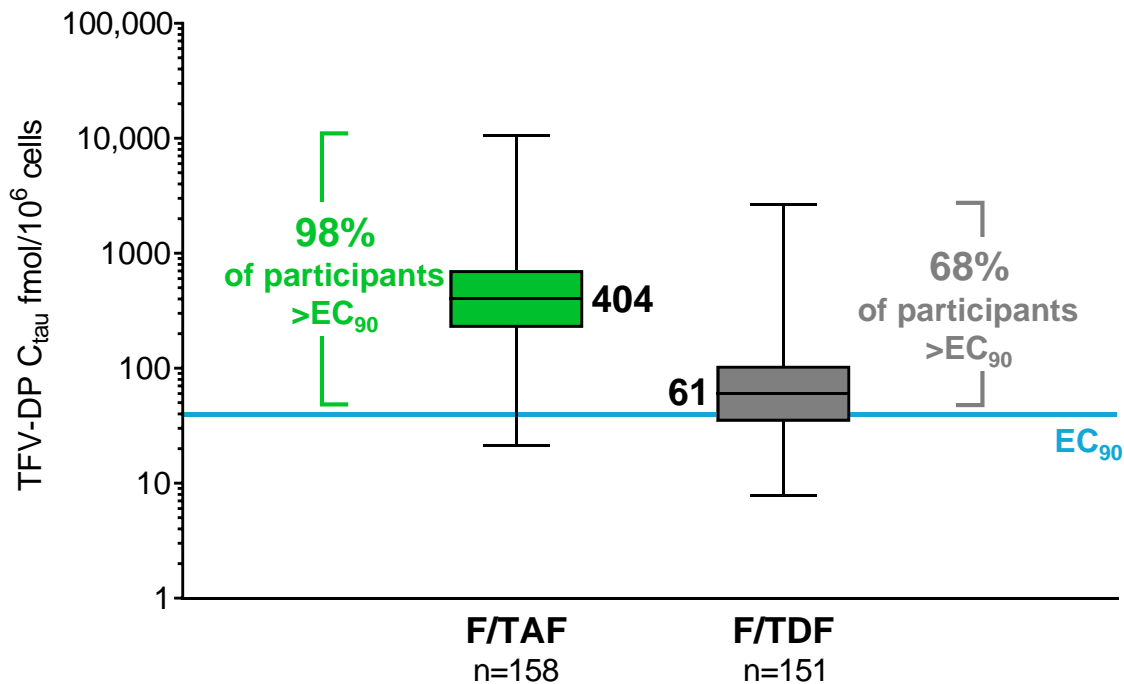 TFV-DP Ctau fmol/10⁶ cells
100,000
10,000
1000
100
10
1
98%
of participants
>EC90
404
61
68%
of participants
>EC90
EC90
F/TAF
n=158
F/TDF
n=151